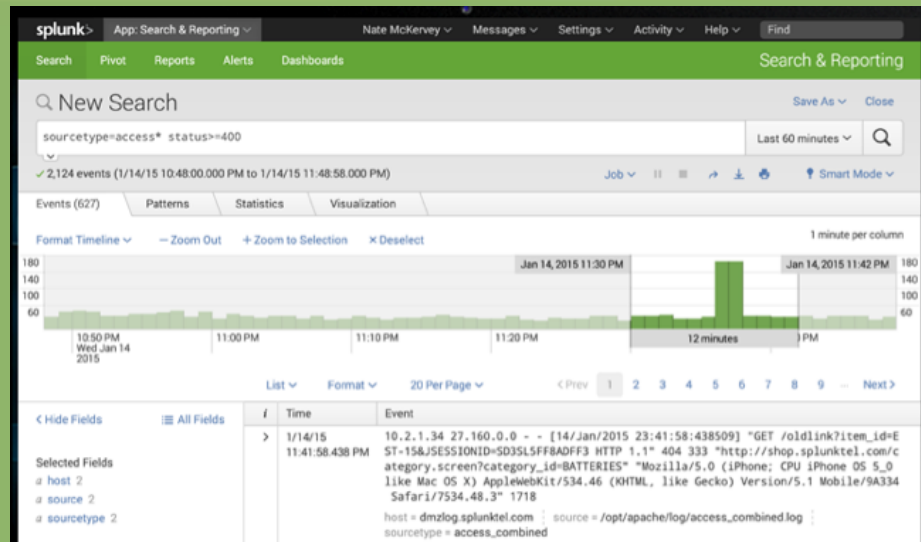 splunk> App: Search & Reporting Nate McKervey Messages Settings Activity Help Find
Search Pivot Reports Alerts Dashboards Search & Reporting
New Search Save As Close
sourcetype=access* status>=400 Last 60 minutes
2,124 events (1/14/15 10:48:00.000 PM to 1/14/15 11:48:58.000 PM) Job Smart Mode
Events (627) Patterns Statistics Visualization
Format Timeline — Zoom Out + Zoom to Selection × Deselect 1 minute per column
180 Jan 14, 2015 11:30 PM Jan 14, 2015 11:42 PM 180
140 140
100 100
60 60
10:50 PM 11:00 PM 11:10 PM 11:20 PM 12 minutes PM
Wed Jan 14
2015
List Format 20 Per Page < Prev 1 2 3 4 5 6 7 8 9 ... Next >
< Hide Fields All Fields i Time Event
> 1/14/15 10.2.1.34 27.160.0.0 - - [14/Jan/2015 23:41:58:438509] "GET /oldlink?item_id=E
11:41:58.438 PM ST-15&JSESSIONID=SD3SL5FF8ADFF3 HTTP 1.1" 404 333 "http://shop.splunktel.com/c
Selected Fields ategory.screen?category_id=BATTERIES" "Mozilla/5.0 (iPhone; CPU iPhone OS 5_0
a host 2 like Mac OS X) AppleWebKit/534.46 (KHTML, like Gecko) Version/5.1 Mobile/9A334
a source 2 Safari/7534.48.3" 1718
a sourcetype 2 host = dmzlog.splunktel.com source = /opt/apache/log/access_combined.log
sourcetype = access_combined